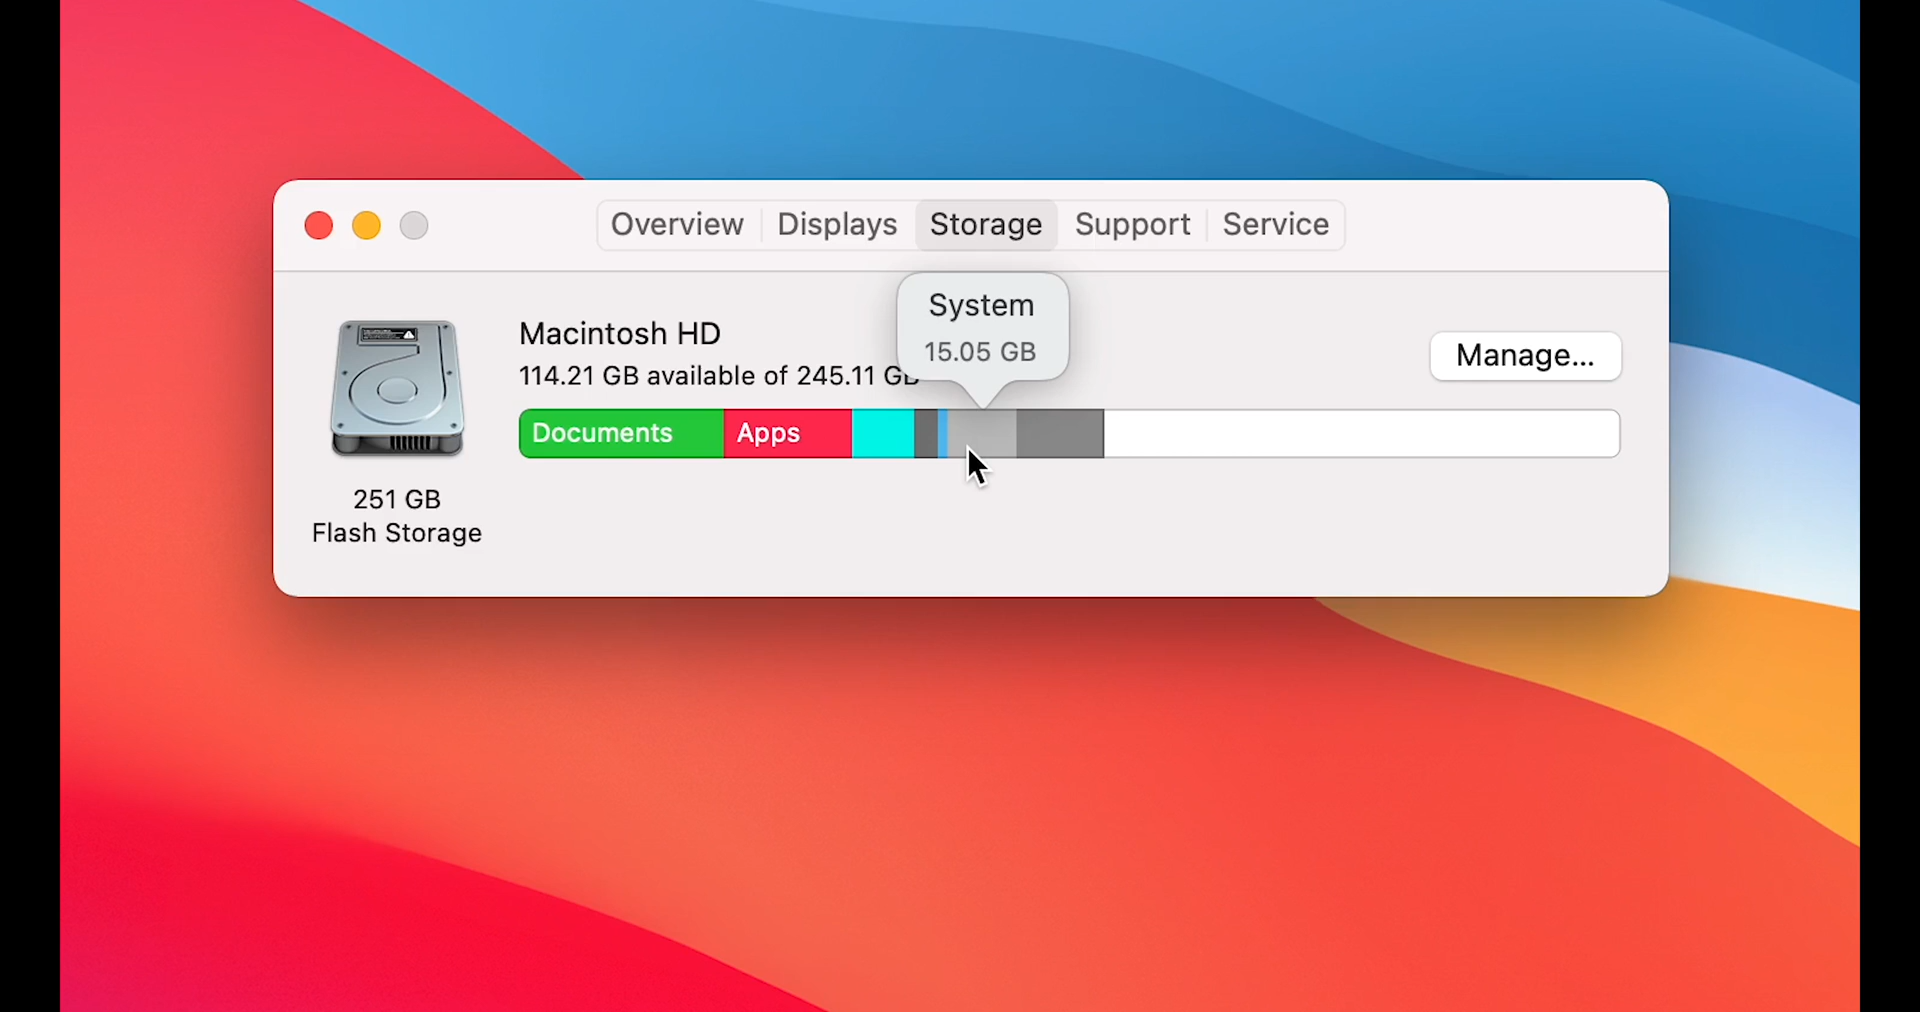 Overview Displays Storage Support Service
System
15.05 GB
Macintosh HD
114.21 GB available of 245.11 GB
Manage...
Documents Apps
251 GB
Flash Storage